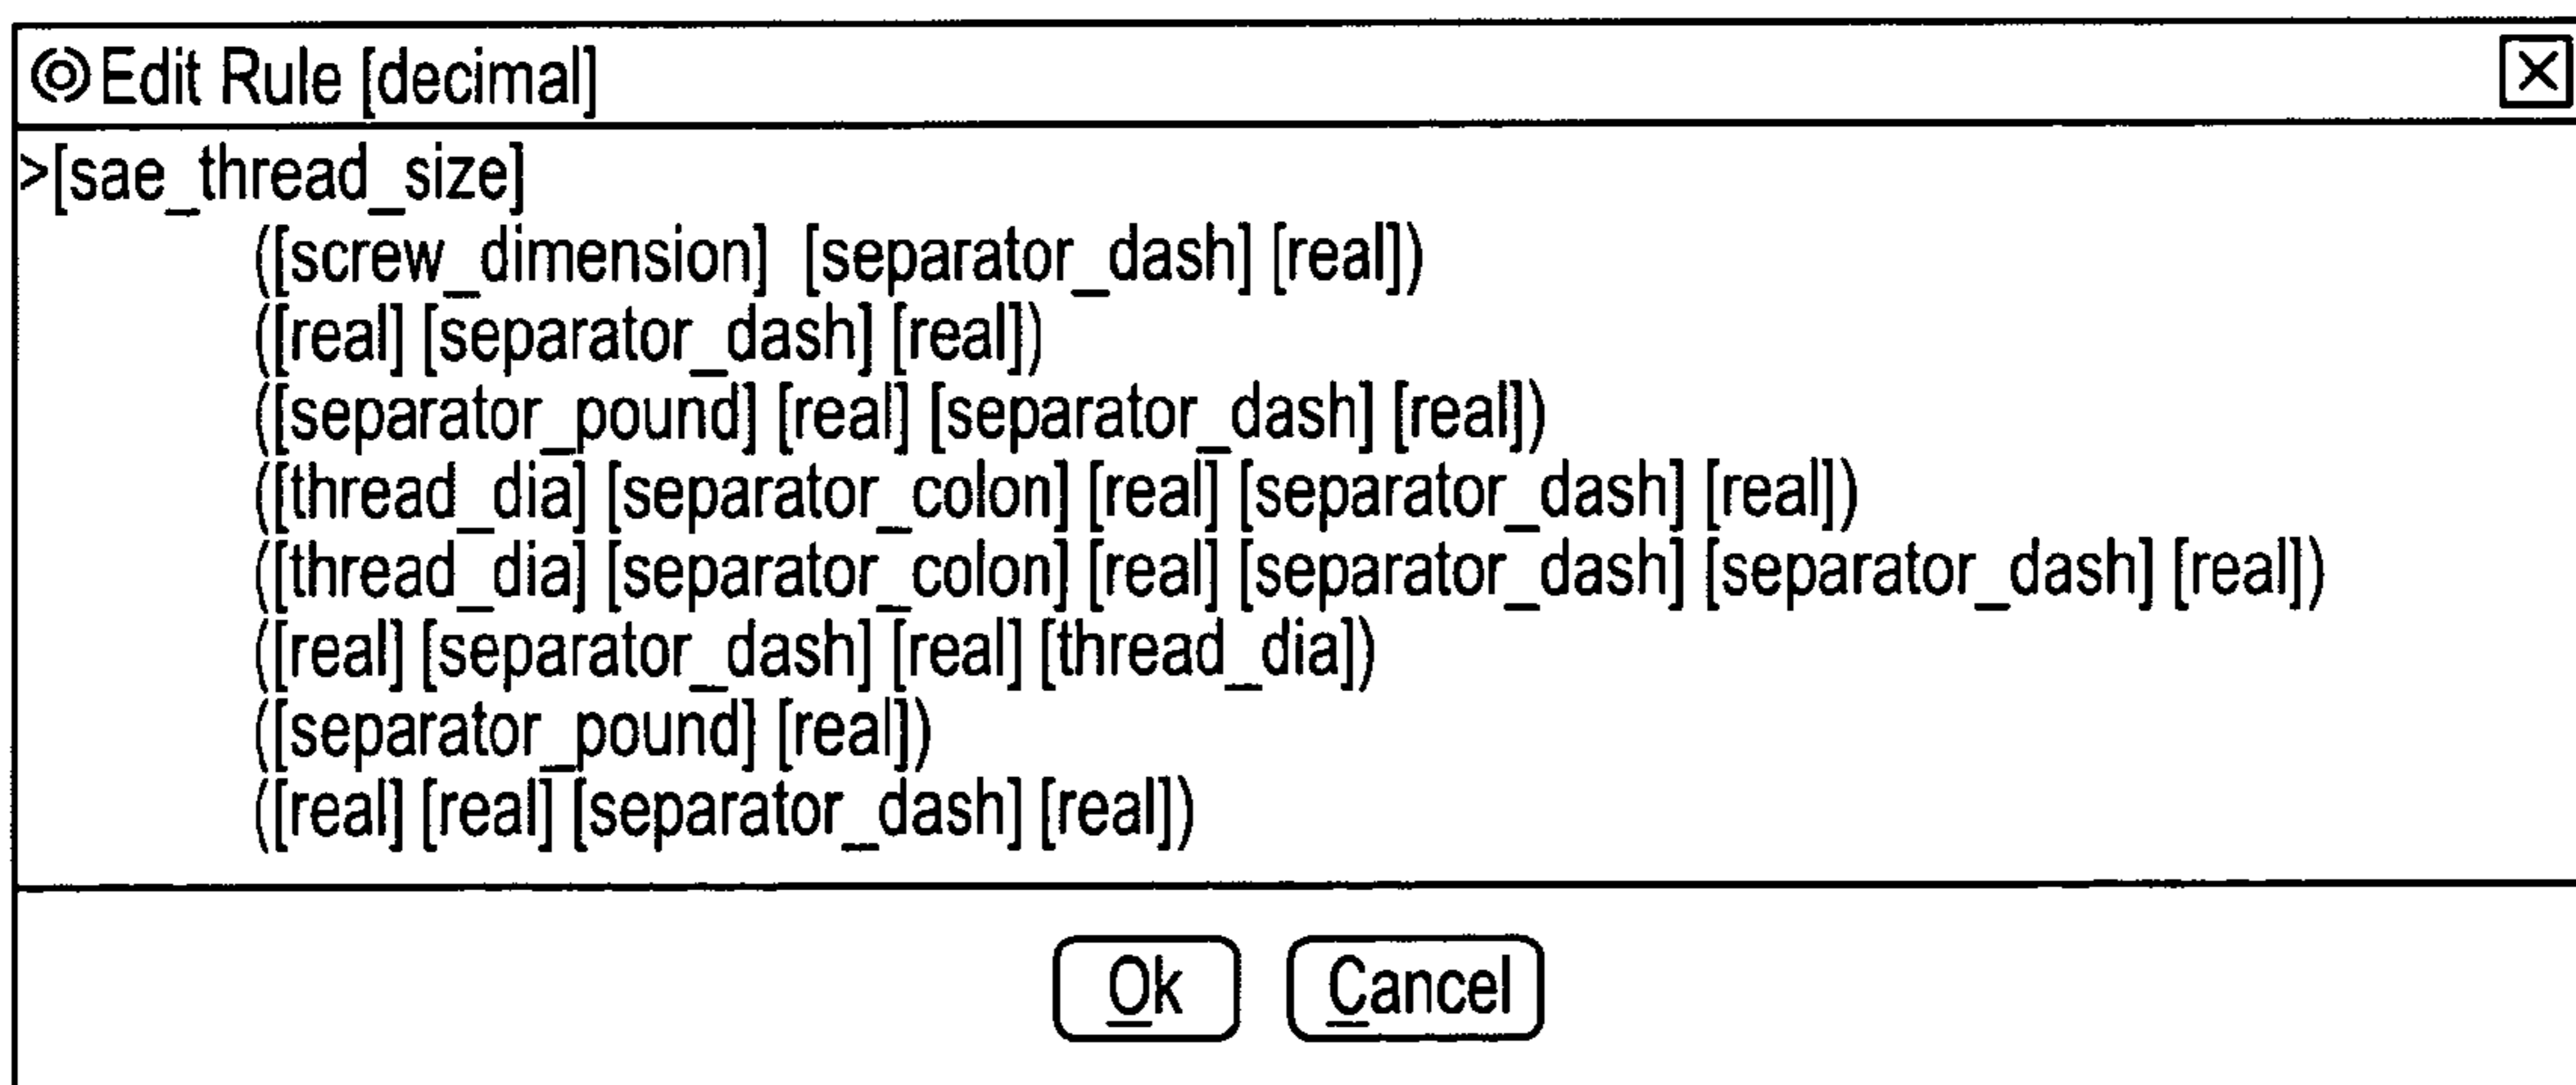 Edit Rule [decimal]
>[sae_thread_size]
([screw_dimension] [separator_dash] [real])
([real] [separator_dash] [real])
([separator_pound] [real] [separator_dash] [real])
([thread_dia] [separator_colon] [real] [separator_dash] [real])
([thread_dia] [separator_colon] [real] [separator_dash] [separator_dash] [real])
([real] [separator_dash] [real] [thread_dia])
([separator_pound] [real])
([real] [real] [separator_dash] [real])
Ok Cancel